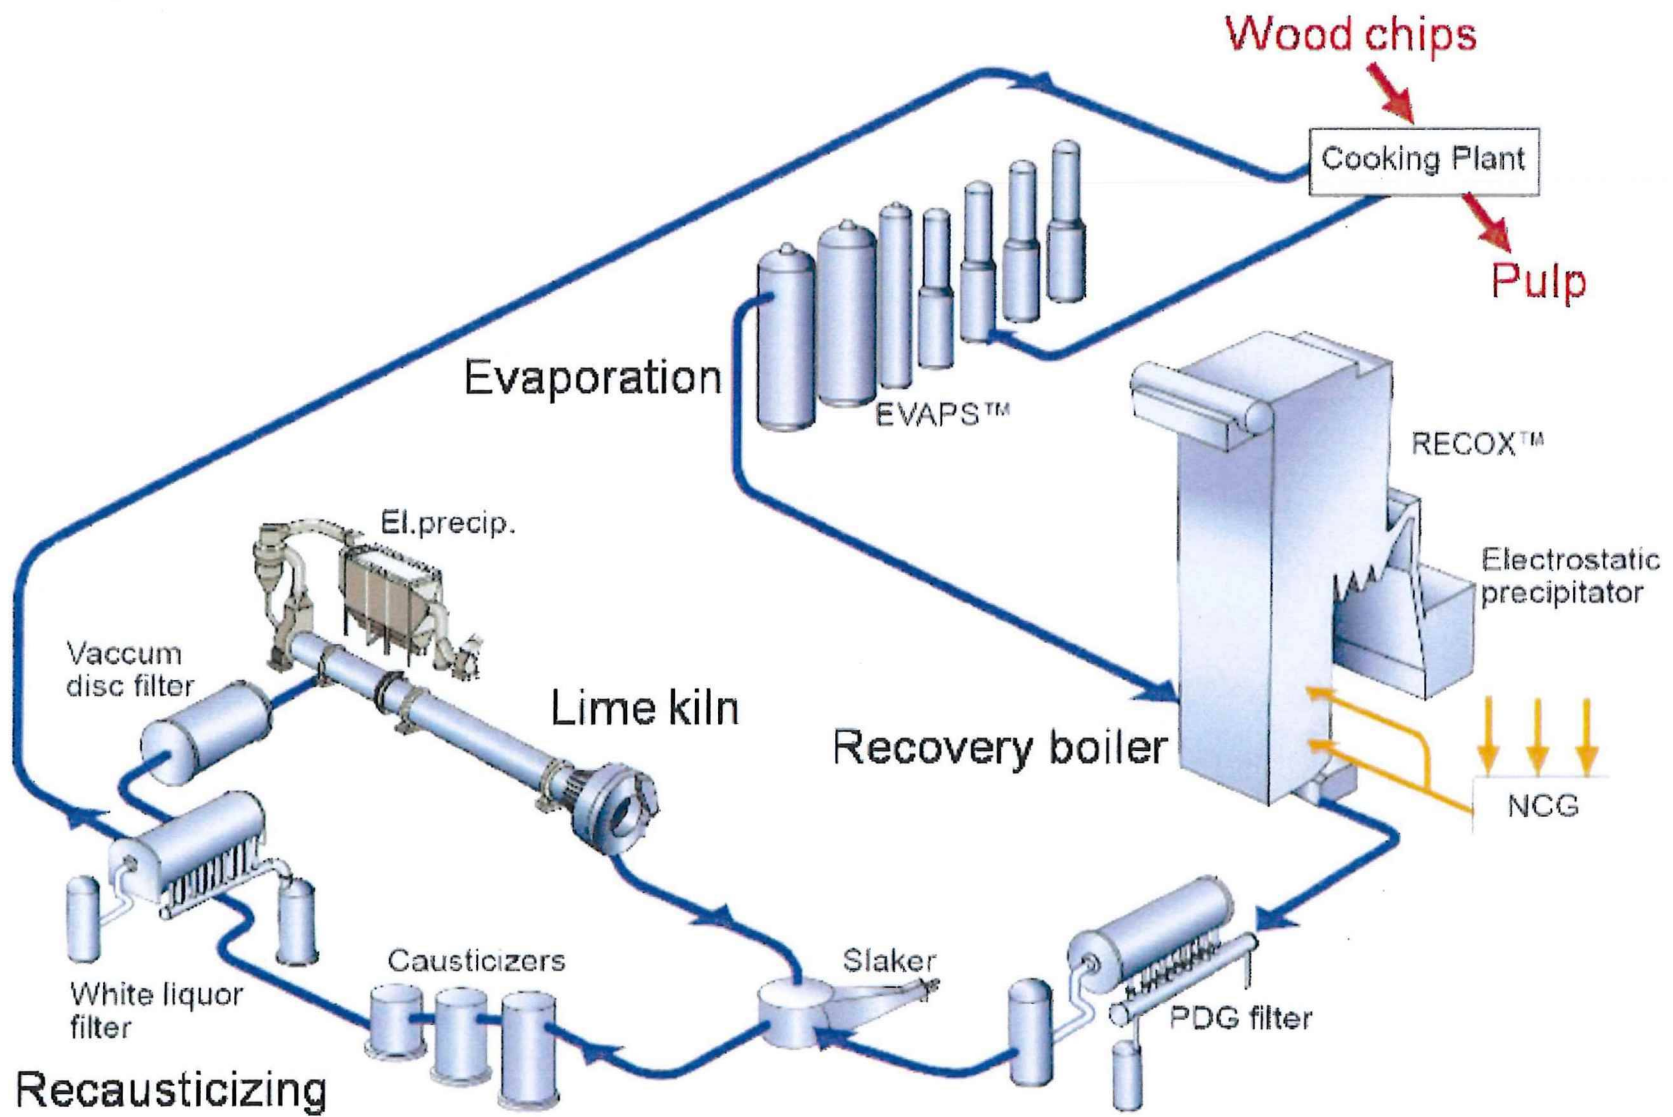 Wood chips
Cooking Plant
Pulp
Evaporation
EVAPS™
RECOX™
El.precip.
Electrostatic
precipitator
Vaccum
disc filter
Lime kiln
Recovery boiler
NCG
Causticizers
Slaker
White liquor
filter
PDG filter
Recausticizing